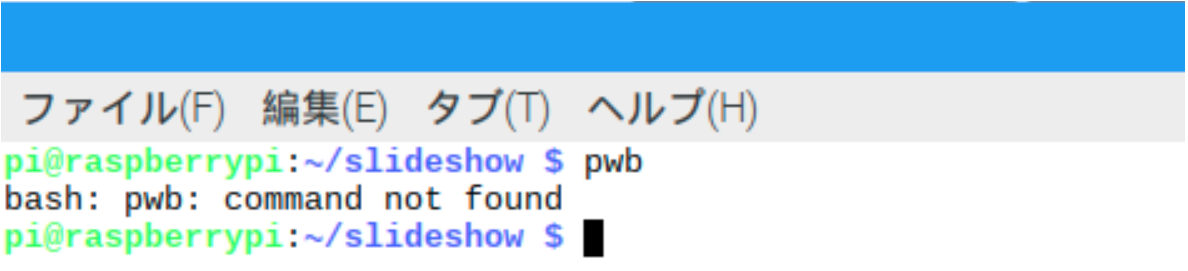 ファイル(F) 編集(E) タブ(T) ヘルプ(H)
pi@raspberrypi:~/slideshow $ pwb
bash: pwb: command not found
pi@raspberrypi:~/slideshow $